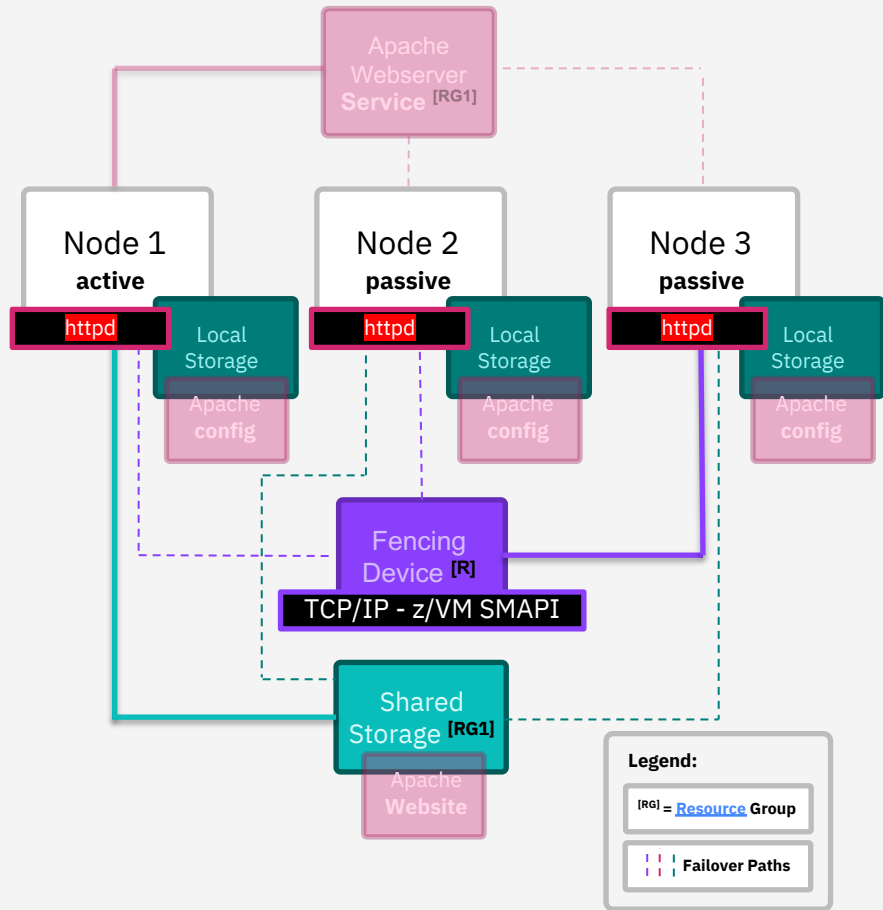 Apache
Webserver
Service [RG1]
Node 1
active
Node 2
passive
Node 3
passive
httpd
Local
Storage
Apache
config
httpd
Local
Storage
Apache
config
httpd
Local
Storage
Apache
config
Fencing
Device [R]
TCP/IP - z/VM SMAPI
Shared
Storage [RG1]
Apache
Website
Legend:
[RG] = Resource Group
Failover Paths